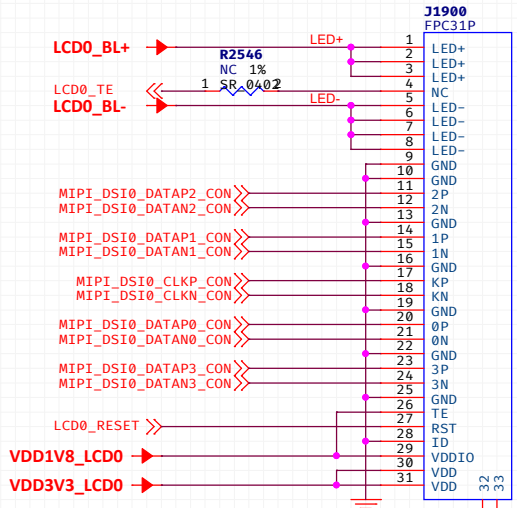 J1900
FPC31P
LCD0_BL+ LED+ 1 LED+
R2546 2 LED+
NC 1% 3 LED+
LCD0_TE 1 SR_0402 2 4 NC
LCD0_BL- LED- 5 LED-
6 LED-
7 LED-
8 LED-
9 GND
10 GND
MIPI_DSI0_DATAP2_CON 11 2P
MIPI_DSI0_DATAN2_CON 12 2N
13 GND
MIPI_DSI0_DATAP1_CON 14 1P
MIPI_DSI0_DATAN1_CON 15 1N
16 GND
MIPI_DSI0_CLKP_CON 17 KP
MIPI_DSI0_CLKN_CON 18 KN
19 GND
MIPI_DSI0_DATAP0_CON 20 0P
MIPI_DSI0_DATAN0_CON 21 0N
22 GND
MIPI_DSI0_DATAP3_CON 23 3P
MIPI_DSI0_DATAN3_CON 24 3N
25 GND
26 TE
LCD0_RESET 27 RST
28 ID
VDD1V8_LCD0 29 VDDIO
30 VDD
VDD3V3_LCD0 31 VDD
32
33